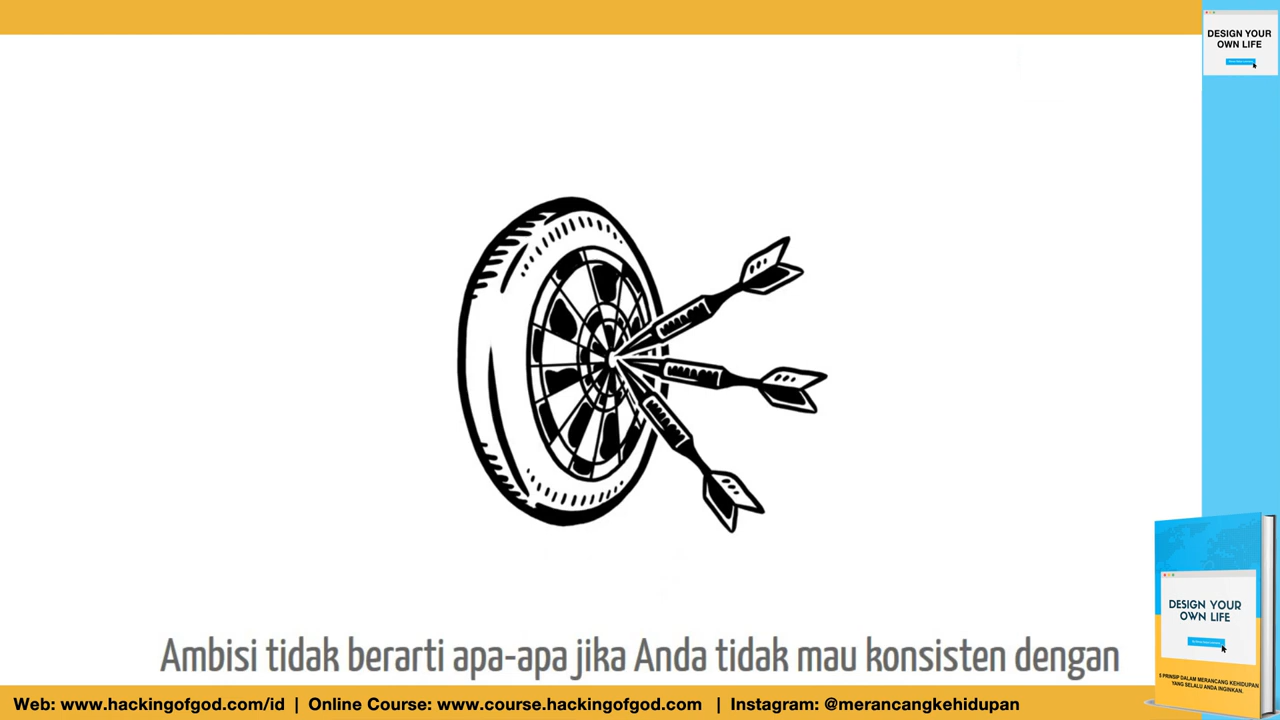 DESIGN YOUR
OWN LIFE
Ambisi tidak berarti apa-apa jika Anda tidak mau konsisten dengan
DESIGN YOUR
OWN LIFE
PRINSIP DALAM MERANCANG KEHIDUPAN
YANG SELALU ANDA INGINKAN.
Web: www.hackingofgod.com/id | Online Course: www.course.hackingofgod.com | Instagram: @merancangkehidupan